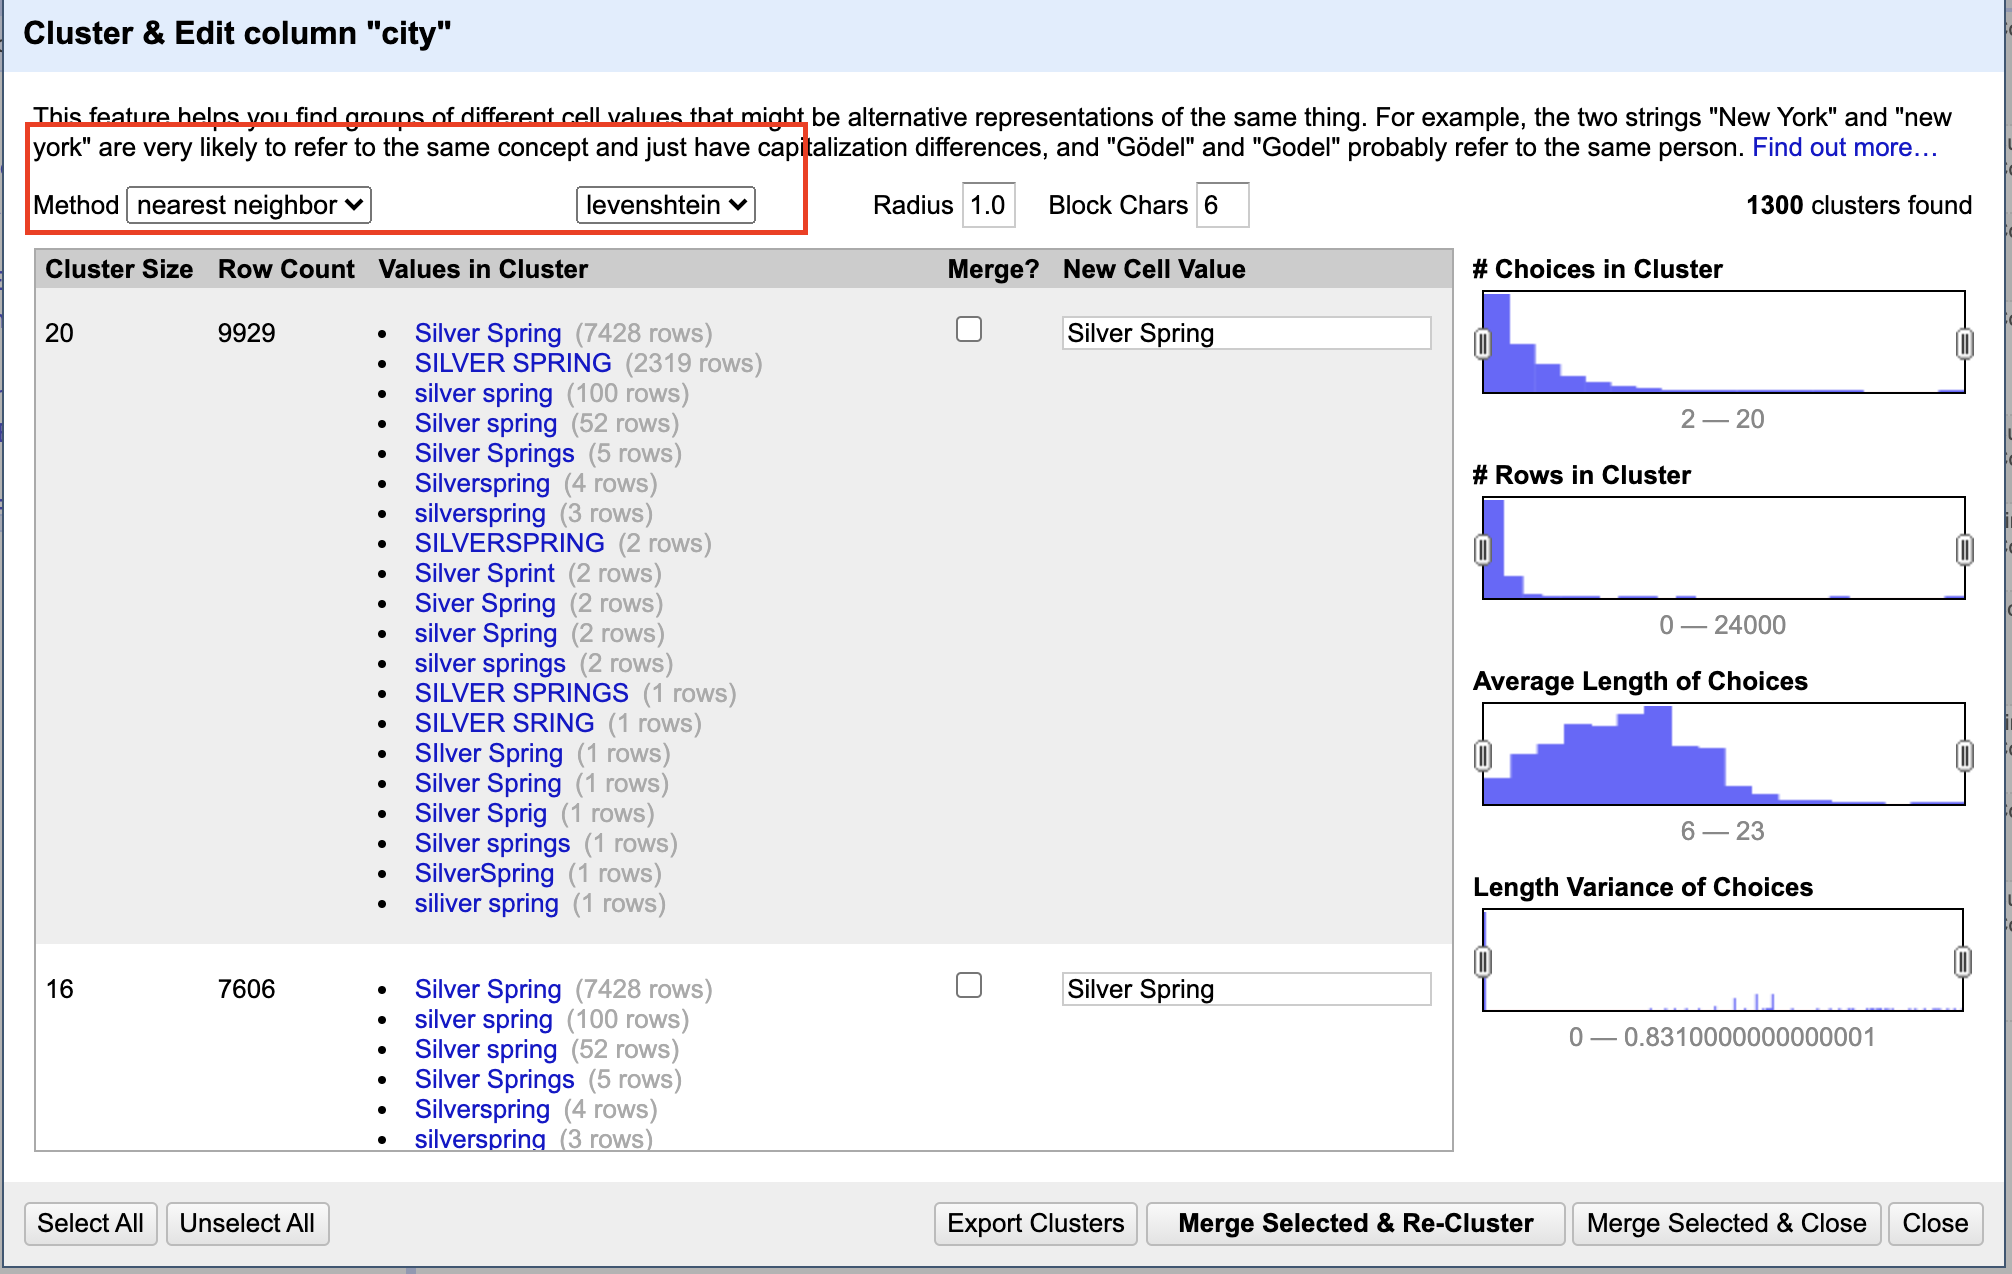 Cluster & Edit column "city"
This feature helps you find groups of different cell values that might be alternative representations of the same thing. For example, the two strings "New York" and "new
york" are very likely to refer to the same concept and just have capitalization differences, and "Gödel" and "Godel" probably refer to the same person. Find out more…
Method nearest neighbor levenshtein Radius 1.0 Block Chars 6 1300 clusters found
Cluster Size Row Count Values in Cluster Merge? New Cell Value
20 9929 • Silver Spring (7428 rows) Silver Spring
• SILVER SPRING (2319 rows)
• silver spring (100 rows)
• Silver spring (52 rows)
• Silver Springs (5 rows)
• Silverspring (4 rows)
• silverspring (3 rows)
• SILVERSPRING (2 rows)
• Silver Sprint (2 rows)
• Siver Spring (2 rows)
• silver Spring (2 rows)
• silver springs (2 rows)
• SILVER SPRINGS (1 rows)
• SILVER SRING (1 rows)
• SIlver Spring (1 rows)
• Silver Spring (1 rows)
• Silver Sprig (1 rows)
• Silver springs (1 rows)
• SilverSpring (1 rows)
• siliver spring (1 rows)
16 7606 • Silver Spring (7428 rows) Silver Spring
• silver spring (100 rows)
• Silver spring (52 rows)
• Silver Springs (5 rows)
• Silverspring (4 rows)
• silverspring (3 rows)
# Choices in Cluster
2 — 20
# Rows in Cluster
0 — 24000
Average Length of Choices
6 — 23
Length Variance of Choices
0 — 0.8310000000000001
Select All Unselect All Export Clusters Merge Selected & Re-Cluster Merge Selected & Close Close